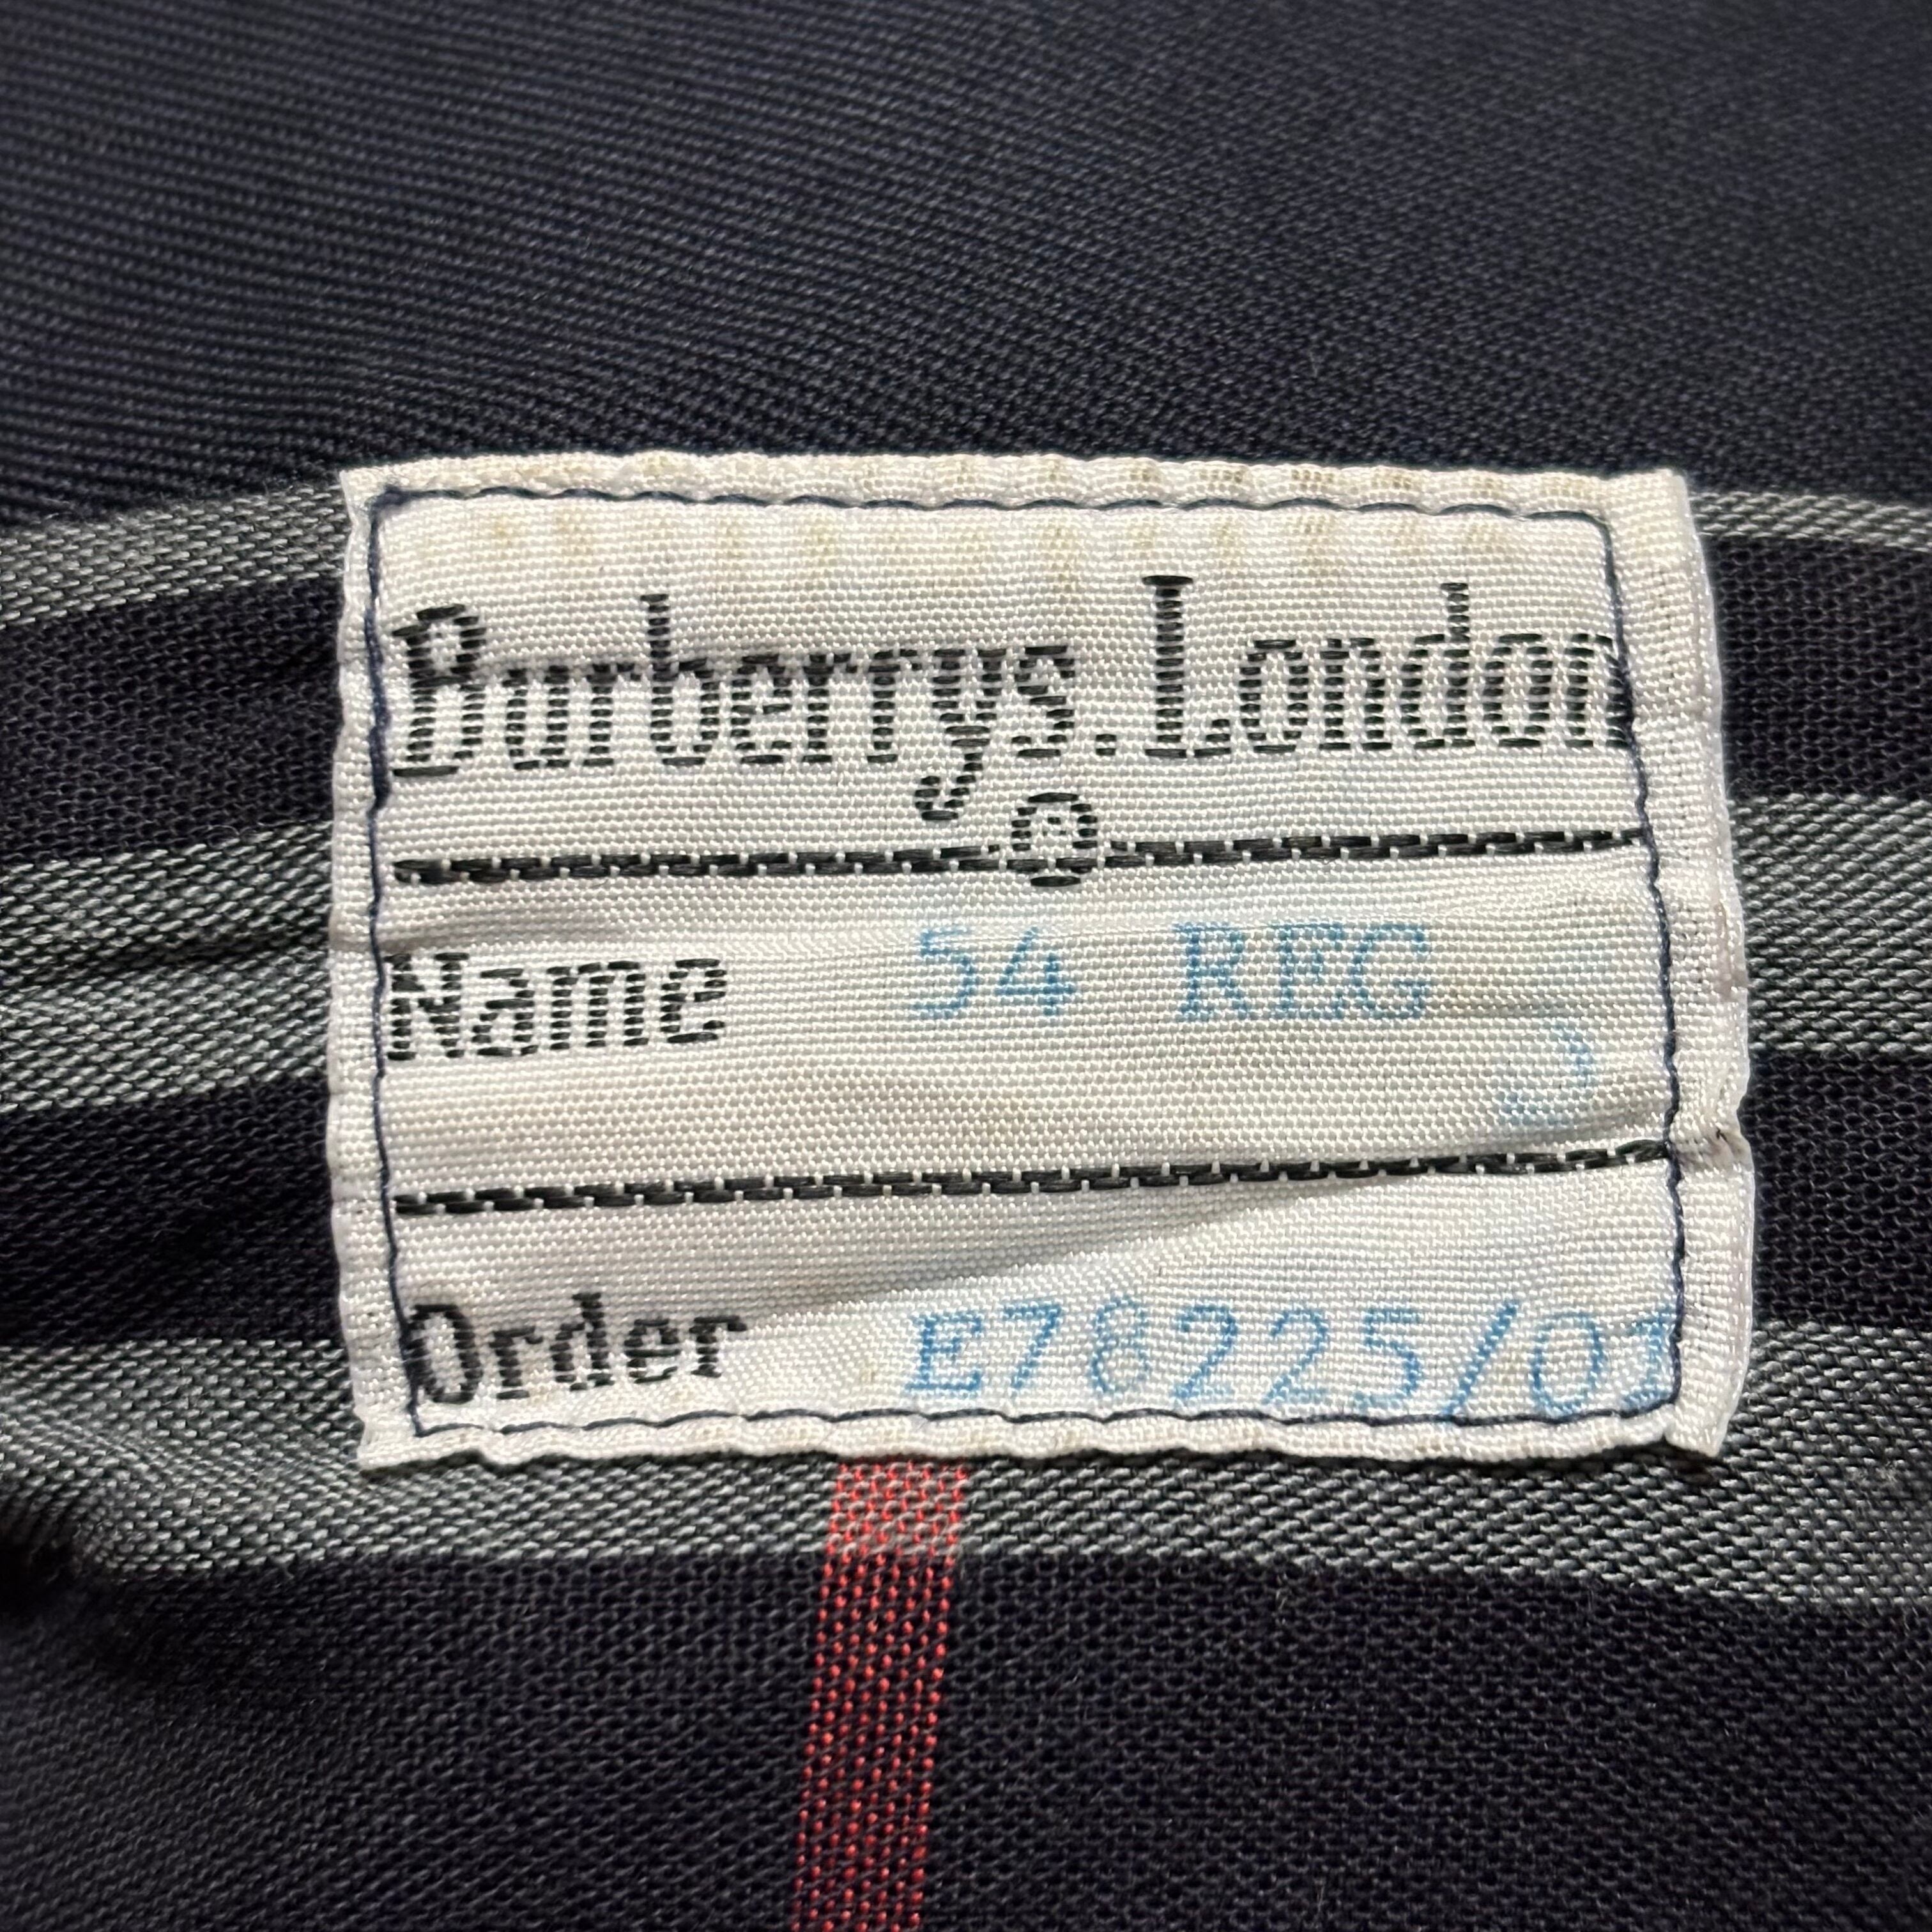 Burberrys. London
®
Name 54 REG
Order E78225/01